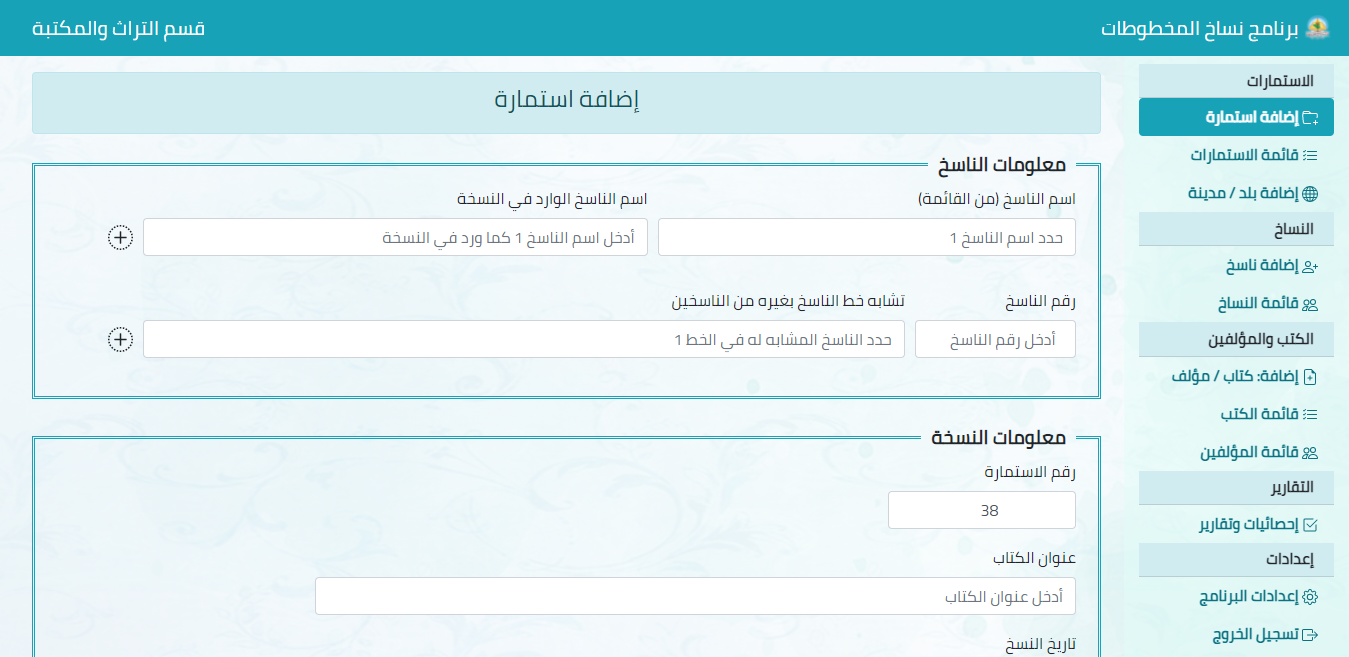 برنامج نساخ المخطوطات
قسم التراث والمكتبة
الاستمارات
إضافة استمارة
قائمة الاستمارات
إضافة بلد / مدينة
النساخ
إضافة ناسخ
قائمة النساخ
الكتب والمؤلفين
إضافة: كتاب / مؤلف
قائمة الكتب
قائمة المؤلفين
التقارير
إحصائيات وتقارير
إعدادات
إعدادات البرنامج
تسجيل الخروج
إضافة استمارة
معلومات الناسخ
اسم الناسخ (من القائمة)
اسم الناسخ الوارد في النسخة
حدد اسم الناسخ 1
أدخل اسم الناسخ 1 كما ورد في النسخة
رقم الناسخ
تشابه خط الناسخ بغيره من الناسخين
أدخل رقم الناسخ
حدد الناسخ المشابه له في الخط 1
معلومات النسخة
رقم الاستمارة
38
عنوان الكتاب
أدخل عنوان الكتاب
تاريخ النسخ